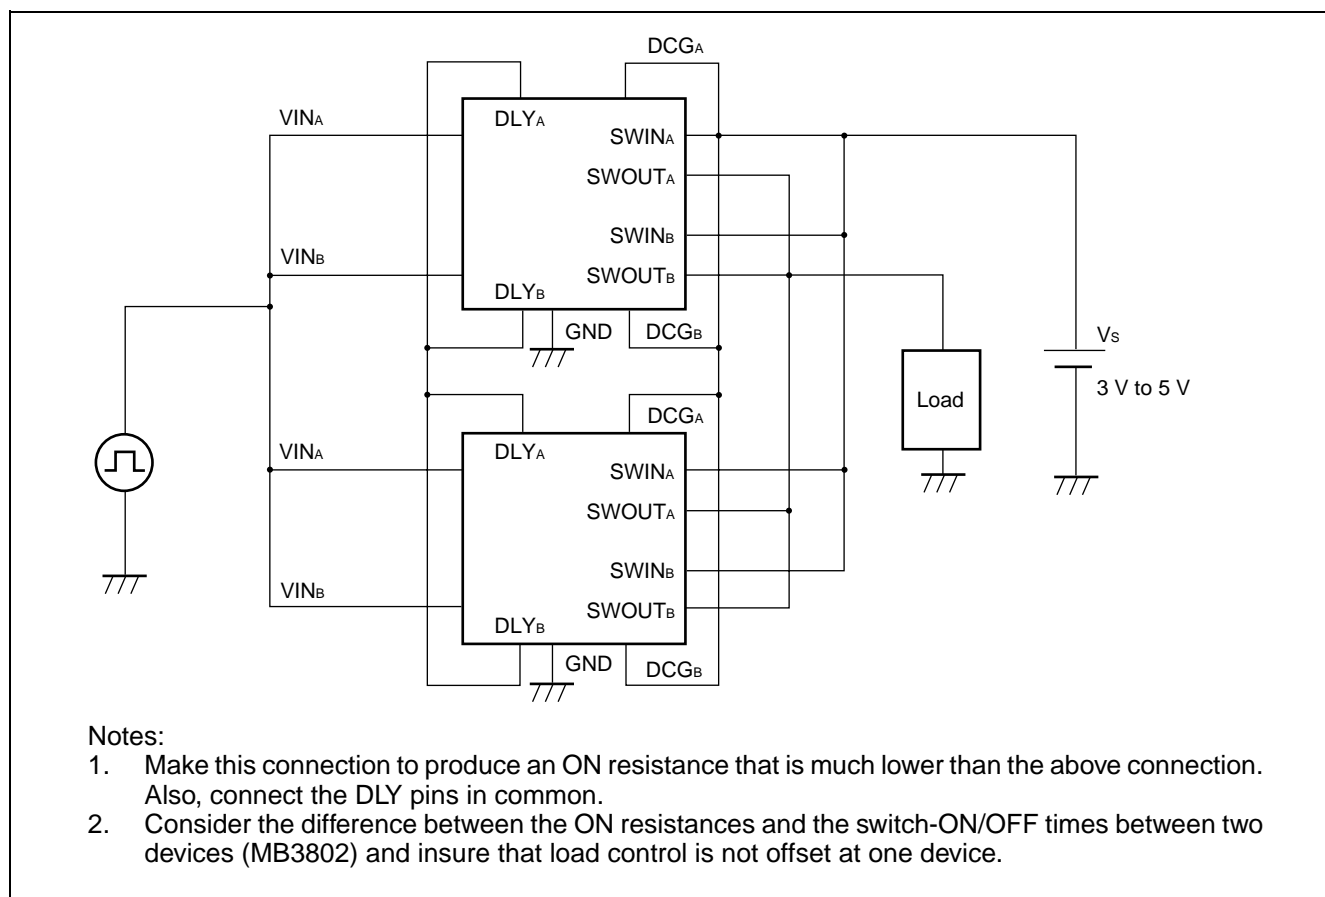 DCGA
VINA
DLYA
SWINA
SWOUTA
SWINB
VINB
SWOUTB
DLYB
GND
DCGB
VS
3 V to 5 V
Load
DCGA
VINA
DLYA
SWINA
SWOUTA
SWINB
VINB
SWOUTB
DLYB
GND
DCGB
Notes:
1. Make this connection to produce an ON resistance that is much lower than the above connection.
Also, connect the DLY pins in common.
2. Consider the difference between the ON resistances and the switch-ON/OFF times between two
devices (MB3802) and insure that load control is not offset at one device.